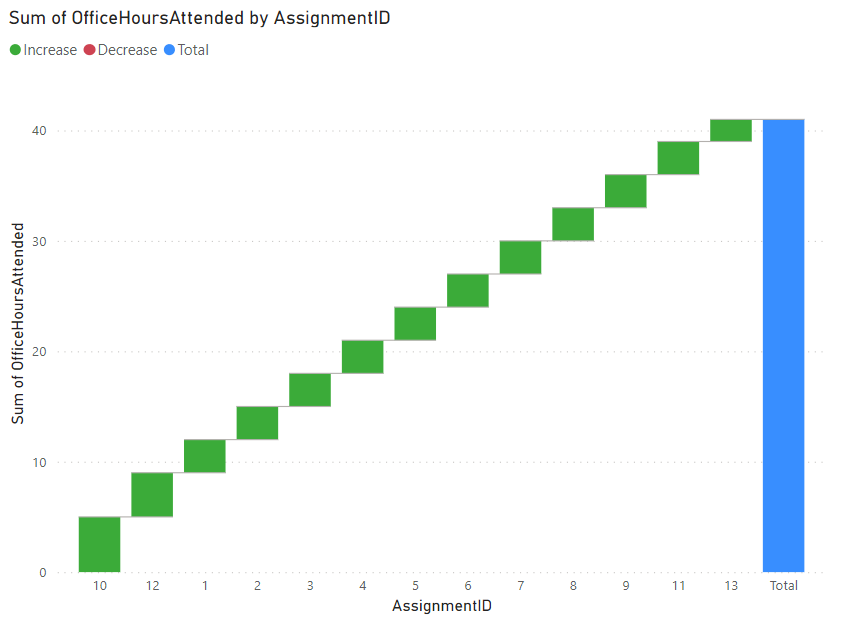 Sum of OfficeHoursAttended by AssignmentID
Increase Decrease Total
40
30
20
10
0
Sum of OfficeHoursAttended
10 12 1 2 3 4 5 6 7 8 9 11 13 Total
AssignmentID